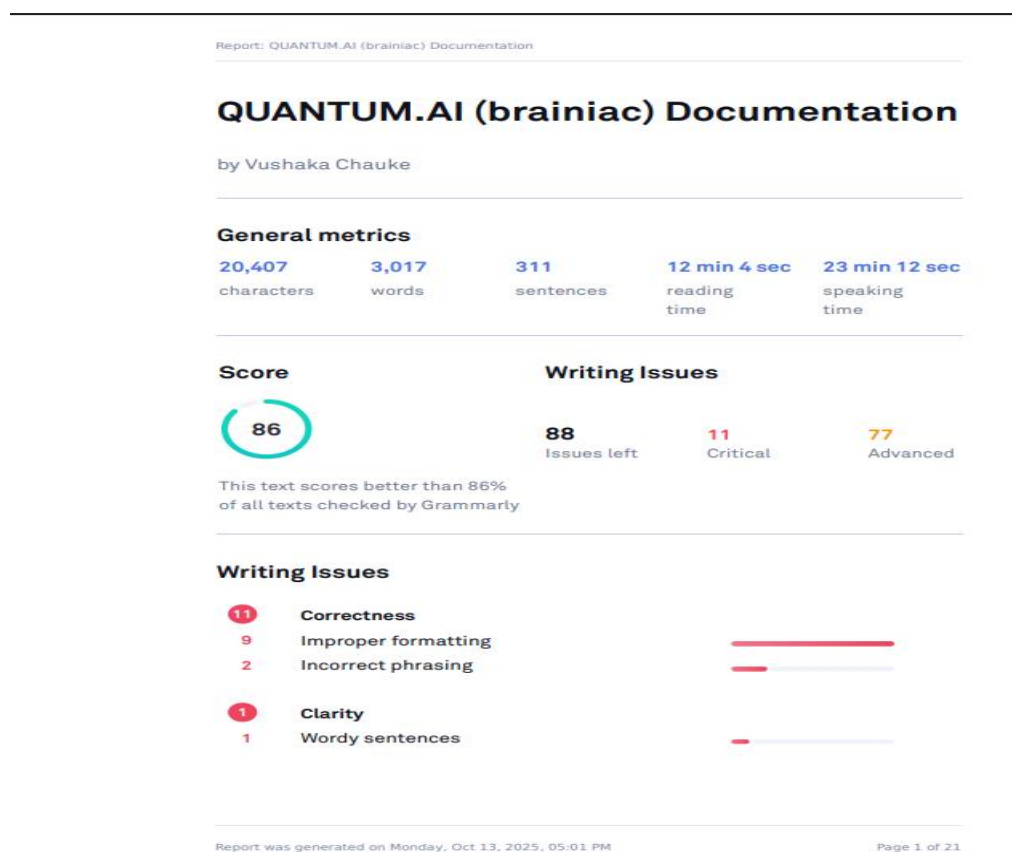 Report: QUANTUM.AI (brainiac) Documentation
QUANTUM.AI (brainiac) Documentation
by Vushaka Chauke
General metrics
20,407 3,017 311 12 min 4 sec 23 min 12 sec
characters words sentences reading time speaking time
Score Writing Issues
86
88 11 77
Issues left Critical Advanced
This text scores better than 86%
of all texts checked by Grammarly
Writing Issues
11 Correctness
9 Improper formatting
2 Incorrect phrasing
1 Clarity
1 Wordy sentences
Report was generated on Monday, Oct 13, 2025, 05:01 PM Page 1 of 21